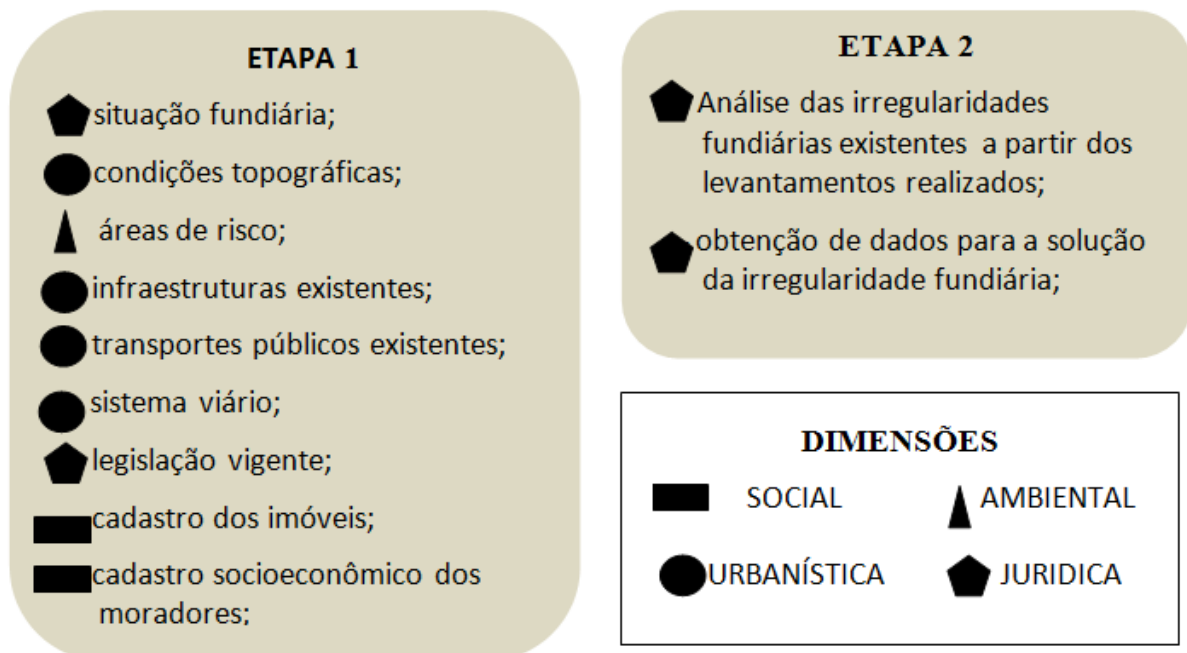 ETAPA 1
situação fundiária;
condições topográficas;
áreas de risco;
infraestruturas existentes;
transportes públicos existentes;
sistema viário;
legislação vigente;
cadastro dos imóveis;
cadastro socioeconômico dos
moradores;
ETAPA 2
Análise das irregularidades
fundiárias existentes a partir dos
levantamentos realizados;
obtenção de dados para a solução
da irregularidade fundiária;
DIMENSÕES
SOCIAL
AMBIENTAL
URBANÍSTICA
JURIDICA